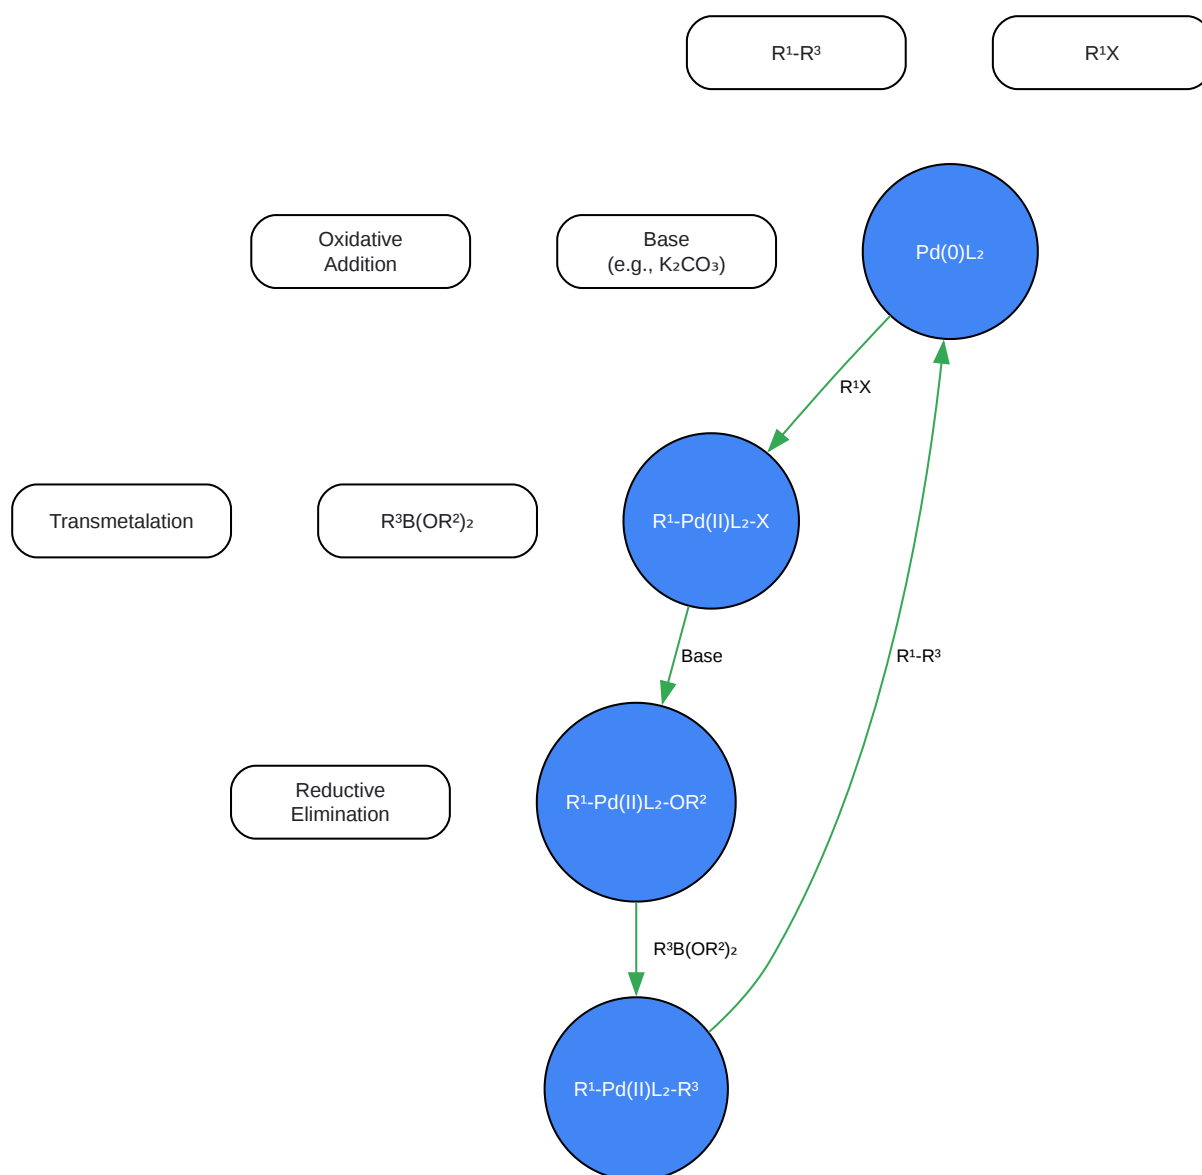 R¹-R³
R¹X
Oxidative
Addition
Base
(e.g., K₂CO₃)
Pd(0)L₂
R¹X
Transmetalation
R³B(OR²)₂
R¹-Pd(II)L₂-X
Base
R¹-R³
Reductive
Elimination
R¹-Pd(II)L₂-OR²
R³B(OR²)₂
R¹-Pd(II)L₂-R³